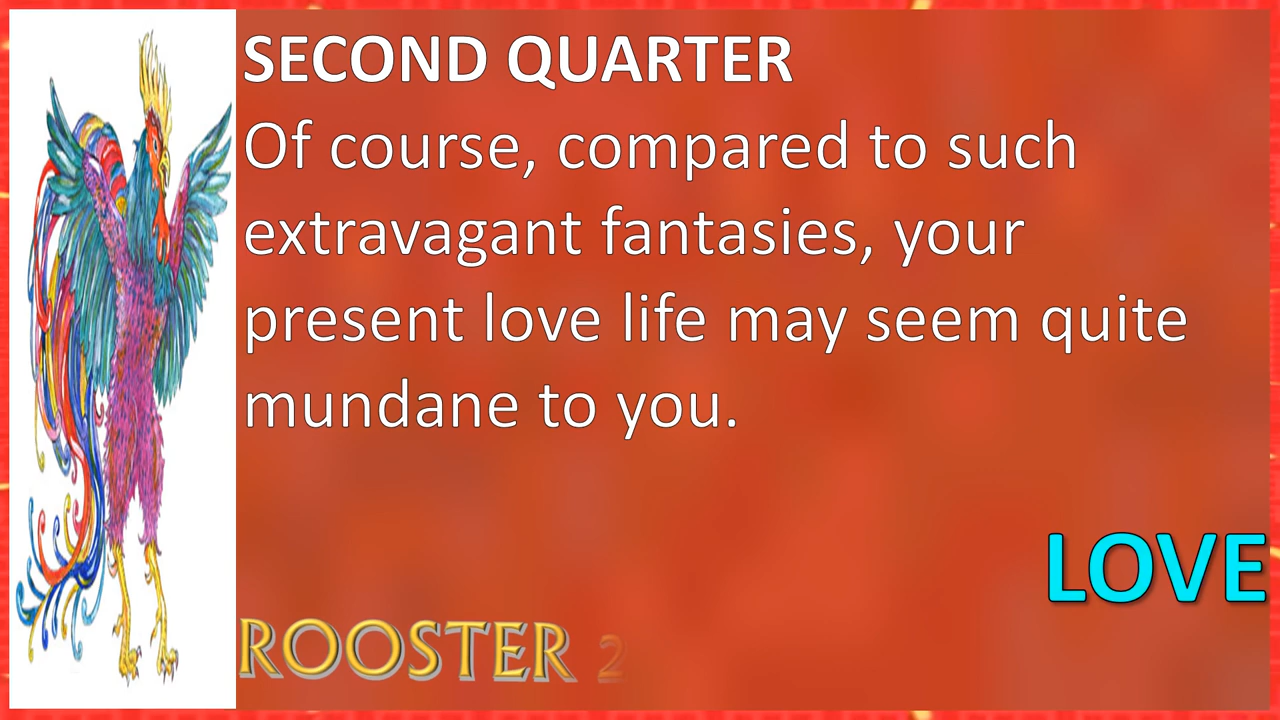 SECOND QUARTER
Of course, compared to such
extravagant fantasies, your
present love life may seem quite
mundane to you.
LOVE
ROOSTER 2